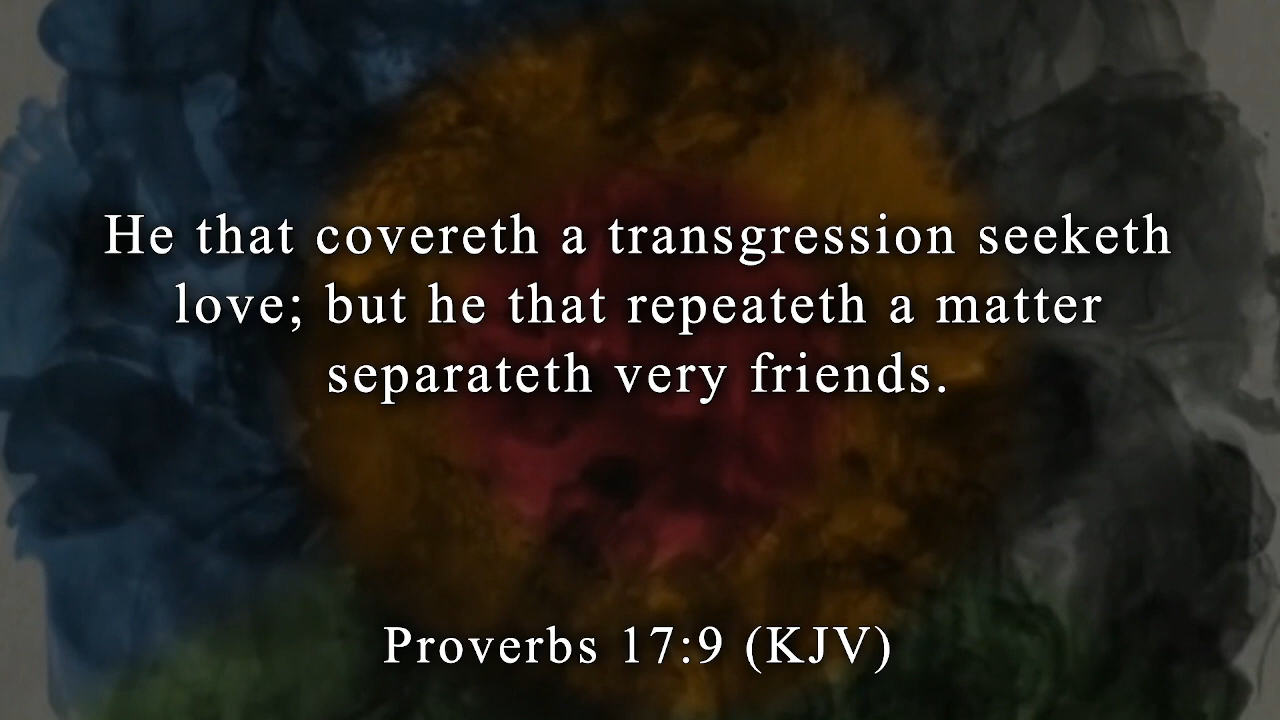 He that covereth a transgression seeketh
love; but he that repeateth a matter
separateth very friends.
Proverbs 17:9 (KJV)